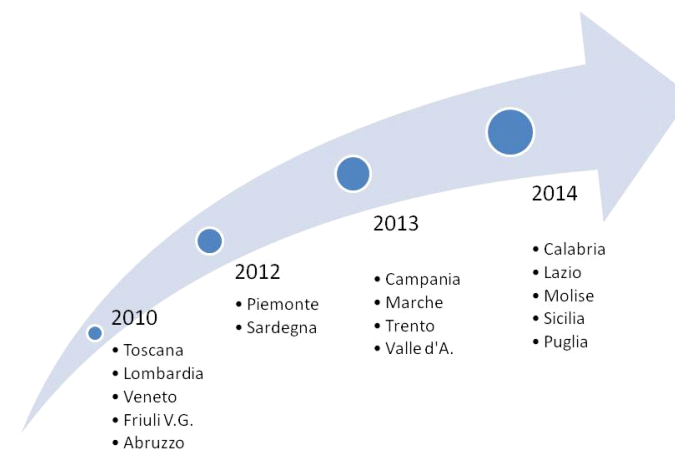 2010
• Toscana
• Lombardia
• Veneto
• Friuli V.G.
• Abruzzo
2012
• Piemonte
• Sardegna
2013
• Campania
• Marche
• Trento
• Valle d'A.
2014
• Calabria
• Lazio
• Molise
• Sicilia
• Puglia